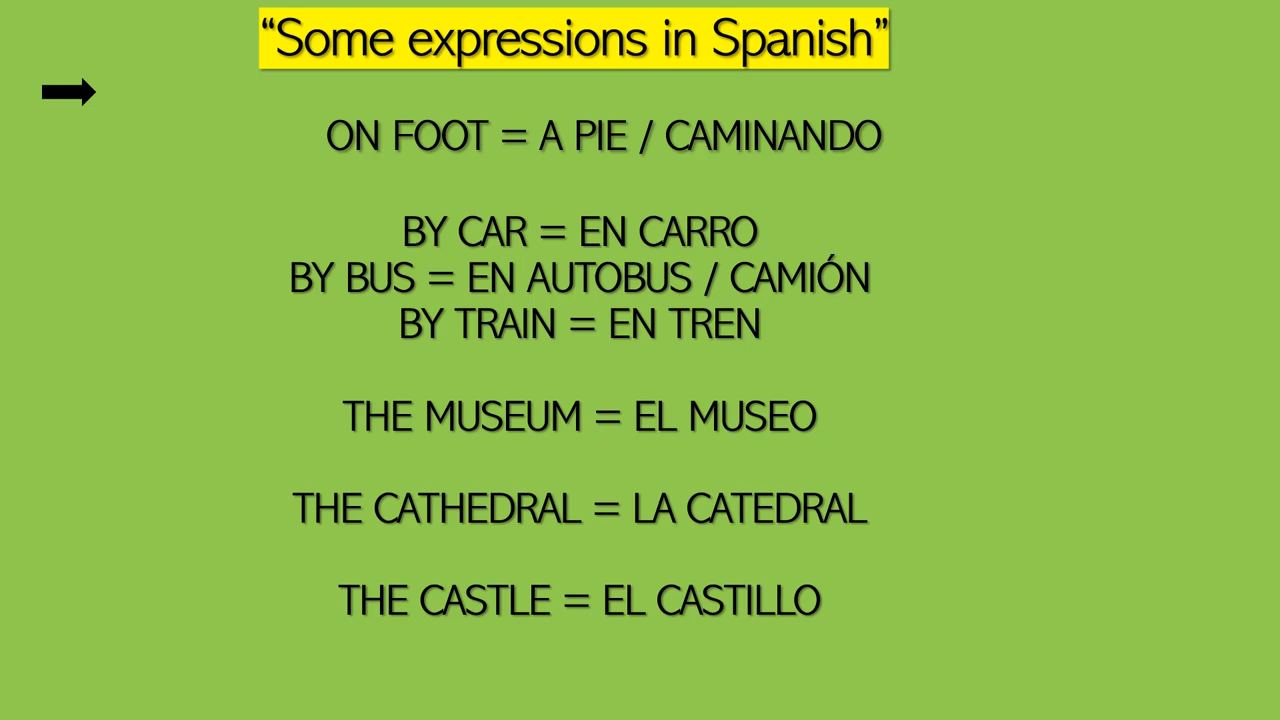 “Some expressions in Spanish”
ON FOOT = A PIE / CAMINANDO
BY CAR = EN CARRO
BY BUS = EN AUTOBUS / CAMIÓN
BY TRAIN = EN TREN
THE MUSEUM = EL MUSEO
THE CATHEDRAL = LA CATEDRAL
THE CASTLE = EL CASTILLO